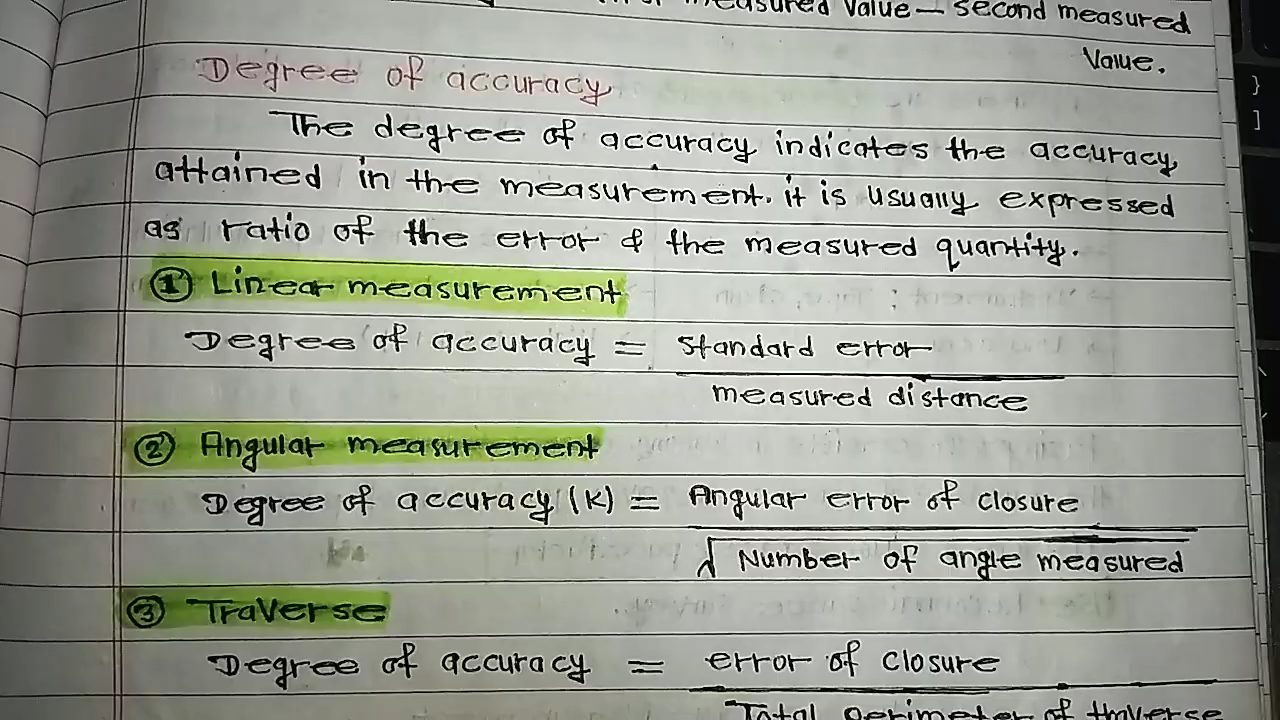 measured value — second measured
value.
Degree of accuracy
The degree of accuracy indicates the accuracy
attained in the measurement. it is usually expressed
as ratio of the error & the measured quantity.
① Linear measurement
Degree of accuracy = Standard error
measured distance
② Angular measurement
Degree of accuracy (K) = Angular error of closure
√ Number of angle measured
③ Traverse
Degree of accuracy = error of closure
Total perimeter of traverse
}
]